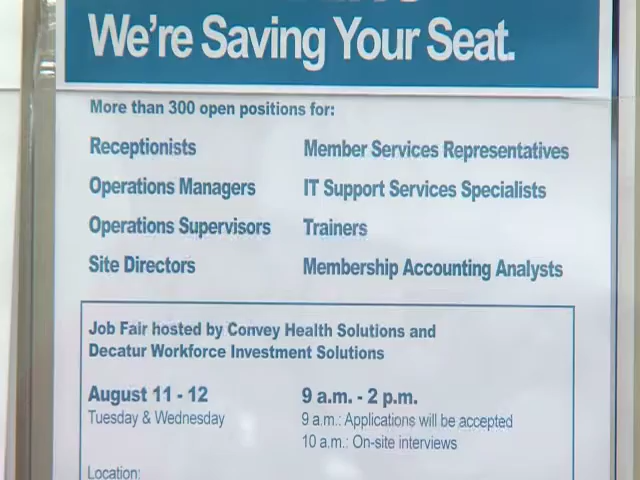 We're Saving Your Seat.
More than 300 open positions for:
Receptionists
Operations Managers
Operations Supervisors
Site Directors
Member Services Representatives
IT Support Services Specialists
Trainers
Membership Accounting Analysts
Job Fair hosted by Convey Health Solutions and
Decatur Workforce Investment Solutions
August 11 - 12
Tuesday & Wednesday
9 a.m. - 2 p.m.
9 a.m.: Applications will be accepted
10 a.m.: On-site interviews
Location: